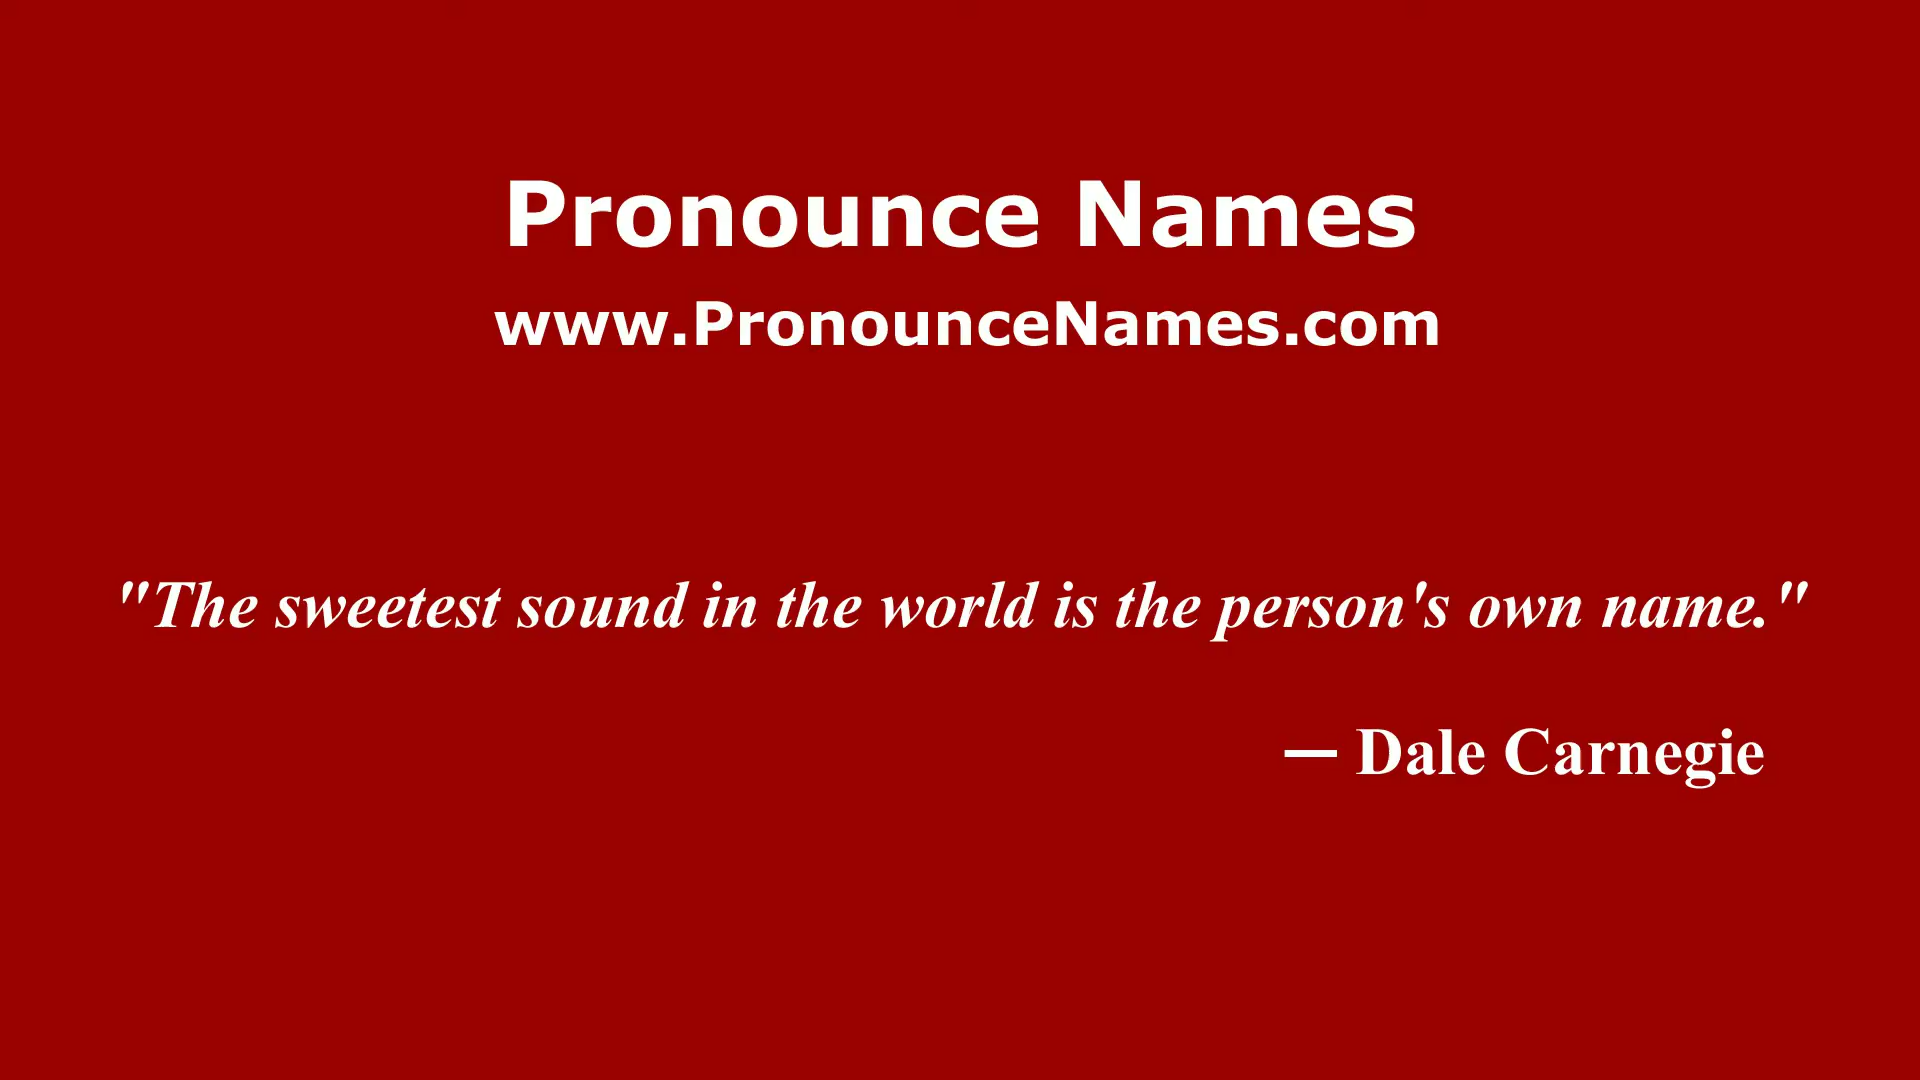 Pronounce Names
www.PronounceNames.com
"The sweetest sound in the world is the person's own name."
— Dale Carnegie